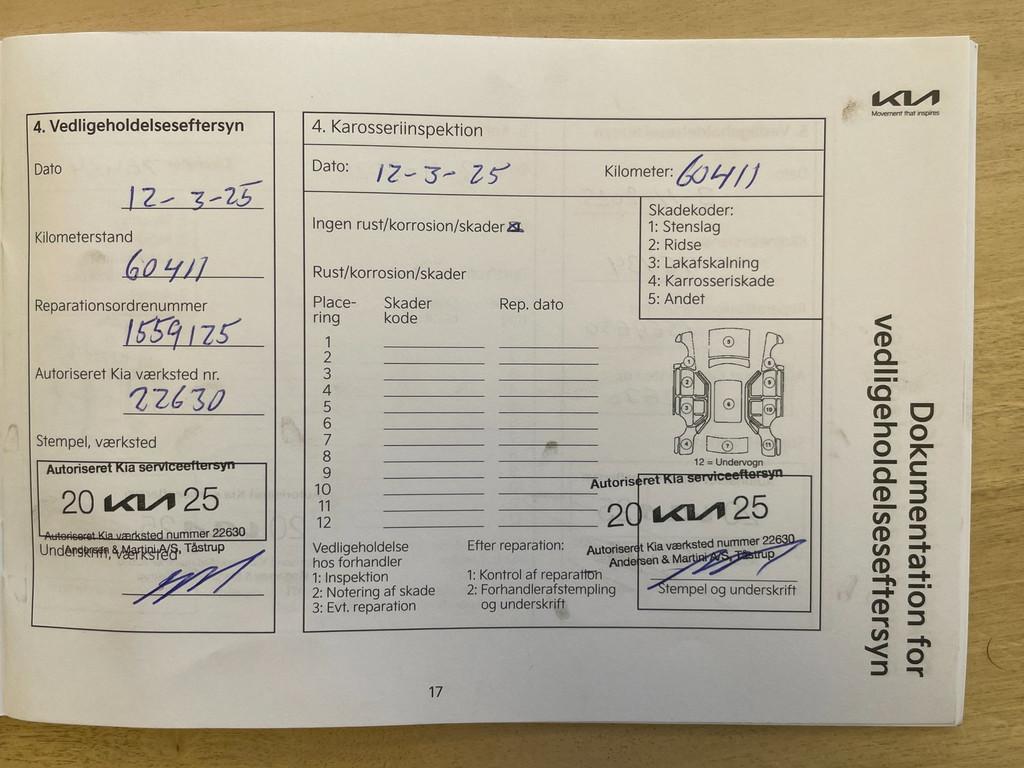 KIA
Movement that inspires
Dokumentation for
vedligeholdelseseftersyn
4. Vedligeholdelseseftersyn
Dato
12-3-25
Kilometerstand
60411
Reparationsordrenummer
1559125
Autoriseret Kia værksted nr.
22630
Stempel, værksted
Autoriseret Kia serviceeftersyn
20 KIA 25
Autoriseret Kia værksted nummer 22630
Andersen & Martini A/S, Tåstrup
Underskrift, værksted
4. Karosseriinspektion
Dato: 12-3-25 Kilometer: 60411
Ingen rust/korrosion/skader
Skadekoder:
1: Stenslag
2: Ridse
3: Lakafskalning
4: Karrosseriskade
5: Andet
Rust/korrosion/skader
Place-
ring
Skader
kode
Rep. dato
1
2
3
4
5
6
7
8
9
10
11
12
12 = Undervogn
Autoriseret Kia serviceeftersyn
20 KIA 25
Autoriseret Kia værksted nummer 22630
Andersen & Martini A/S, Tåstrup
Stempel og underskrift
Vedligeholdelse
hos forhandler
1: Inspektion
2: Notering af skade
3: Evt. reparation
Efter reparation:
1: Kontrol af reparation
2: Forhandlerafstempling
og underskrift
17